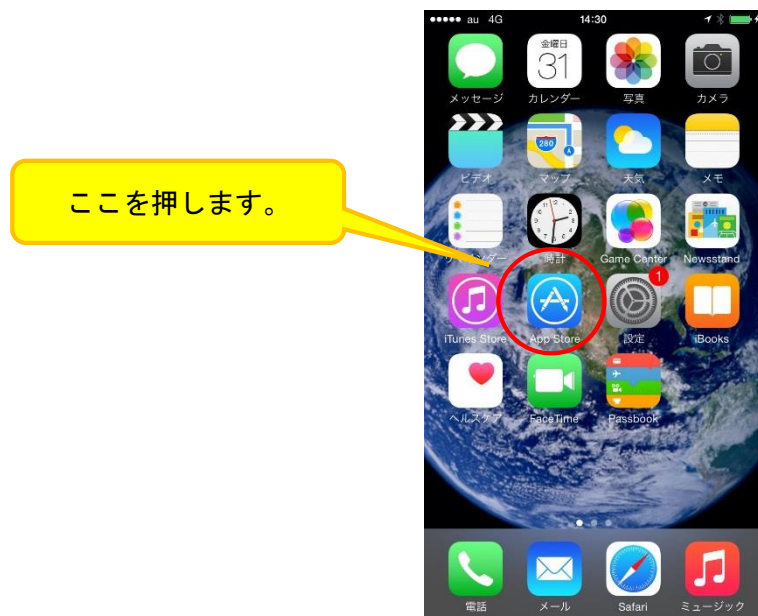 au 4G 14:30
金曜日
31
メッセージ カレンダー 写真 カメラ
280
ビデオ マップ 天気 メモ
ここを押します。
時計 Game Center Newsstand
1
iTunes Store App Store 設定 iBooks
ヘルスケア FaceTime Passbook
電話 メール Safari ミュージック